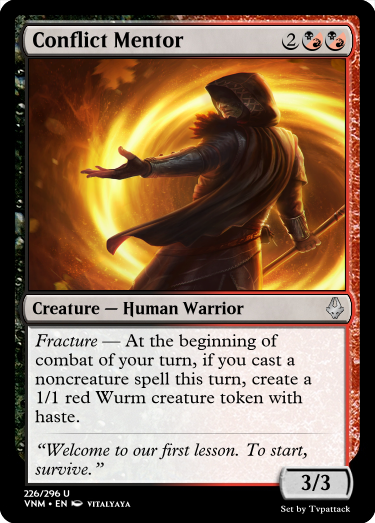 Conflict Mentor 2
Creature — Human Warrior
Fracture — At the beginning of
combat of your turn, if you cast a
noncreature spell this turn, create a
1/1 red Wurm creature token with
haste.
“Welcome to our first lesson. To start,
survive.”
3/3
226/296 U
VNM • EN VITALYAYA
Set by Tvpattack